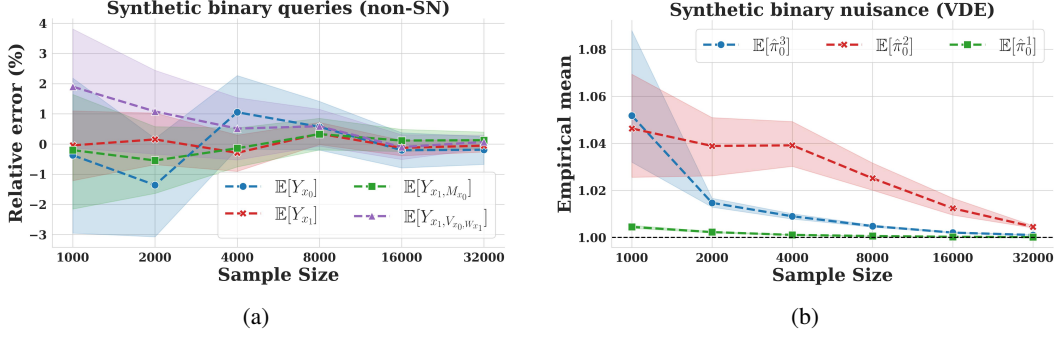 Synthetic binary queries (non-SN)
Relative error (%)
4
3
2
1
0
−1
−2
−3
𝔼[Y_{x_0}]
𝔼[Y_{x_1}]
𝔼[Y_{x_1,M_{x_0}}]
𝔼[Y_{x_1,V_{x_0,w_{x_1}}}]
1000 2000 4000 8000 16000 32000
Sample Size
(a)
Synthetic binary nuisance (VDE)
Empirical mean
1.08
1.06
1.04
1.02
1.00
𝔼[π̂_0^3] 𝔼[π̂_0^2] 𝔼[π̂_0^1]
1000 2000 4000 8000 16000 32000
Sample Size
(b)